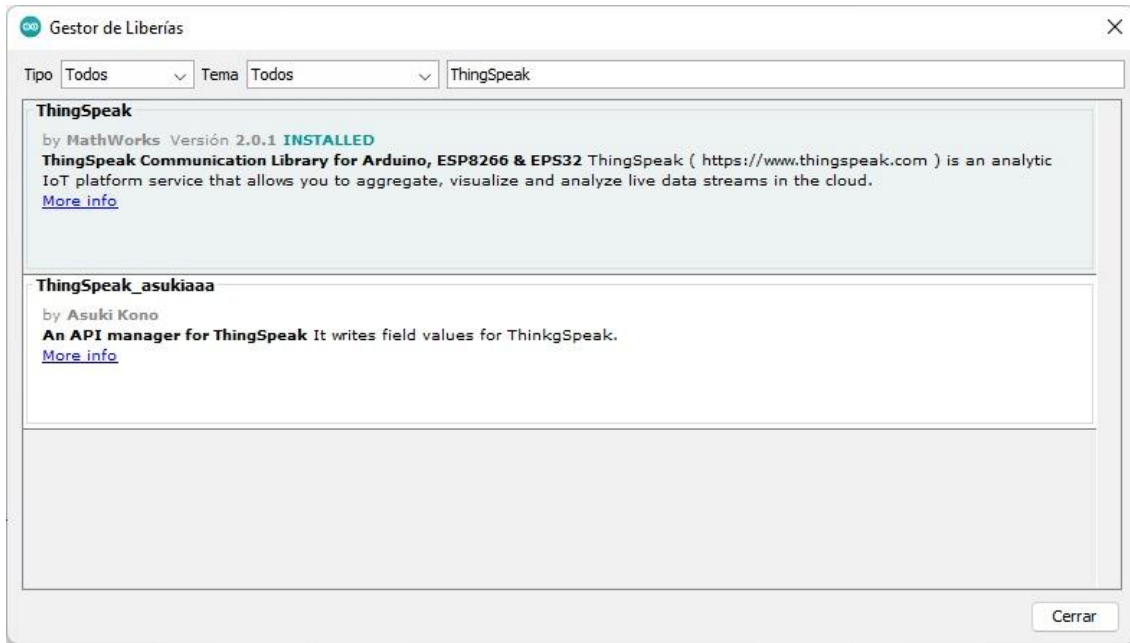 Gestor de Liberías
Tipo Todos Tema Todos ThingSpeak
ThingSpeak
by MathWorks Versión 2.0.1 INSTALLED
ThingSpeak Communication Library for Arduino, ESP8266 & EPS32 ThingSpeak ( https://www.thingspeak.com ) is an analytic
IoT platform service that allows you to aggregate, visualize and analyze live data streams in the cloud.
More info
ThingSpeak_asukiaaa
by Asuki Kono
An API manager for ThingSpeak It writes field values for ThinkgSpeak.
More info
Cerrar